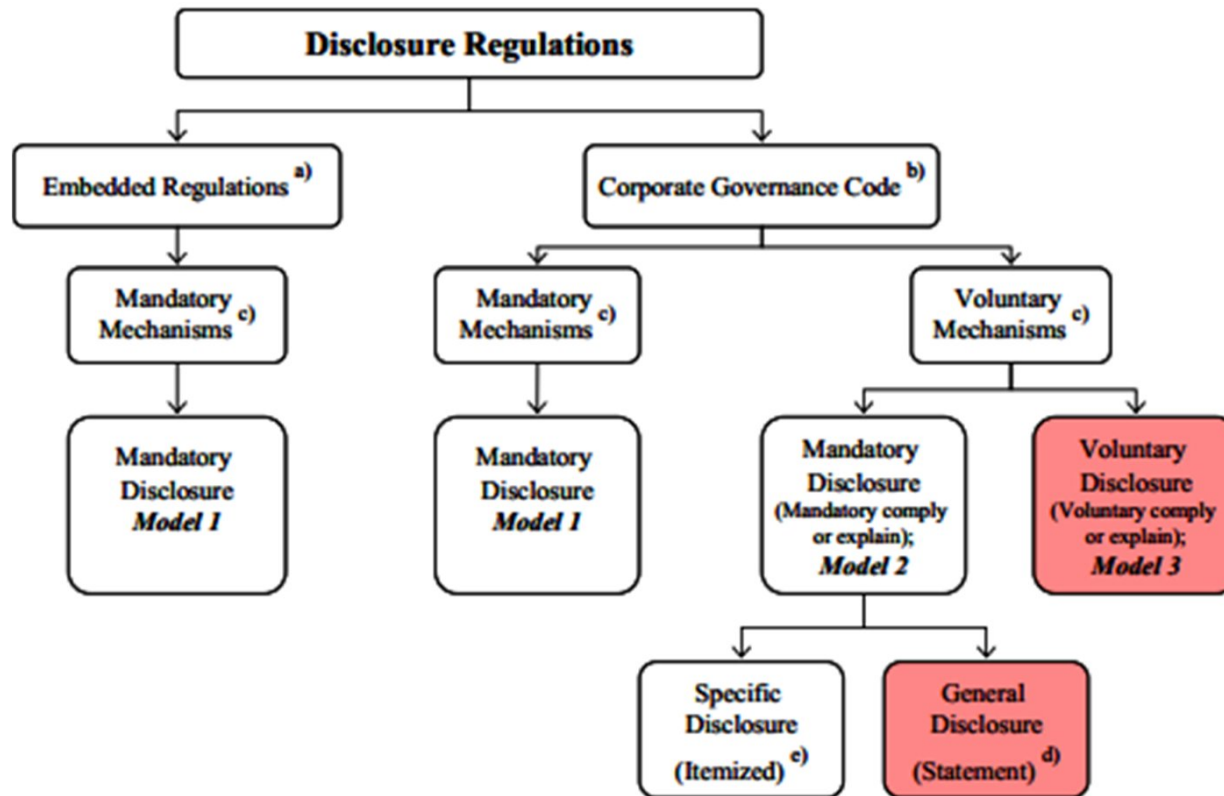 Disclosure Regulations
Embedded Regulations a)
Corporate Governance Code b)
Mandatory
Mechanisms c)
Mandatory
Mechanisms c)
Voluntary
Mechanisms c)
Mandatory
Disclosure
Model 1
Mandatory
Disclosure
Model 1
Mandatory
Disclosure
(Mandatory comply
or explain);
Model 2
Voluntary
Disclosure
(Voluntary comply
or explain);
Model 3
Specific
Disclosure
(Itemized) e)
General
Disclosure
(Statement) d)